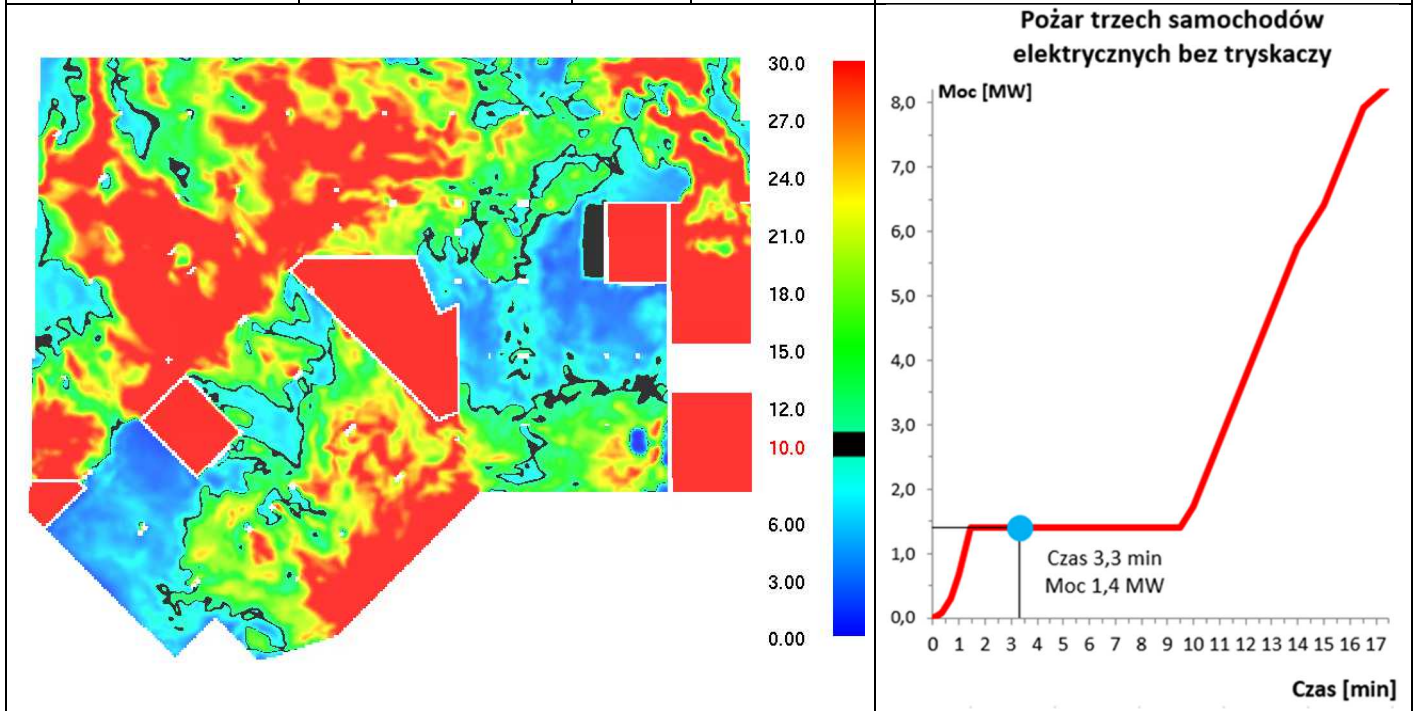 30.0
27.0
24.0
21.0
18.0
15.0
12.0
10.0
6.00
3.00
0.00
Pożar trzech samochodów
elektrycznych bez tryskaczy
Moc [MW]
8,0
7,0
6,0
5,0
4,0
3,0
2,0
1,0
0,0
Czas 3,3 min
Moc 1,4 MW
0 1 2 3 4 5 6 7 8 9 10 11 12 13 14 15 16 17
Czas [min]